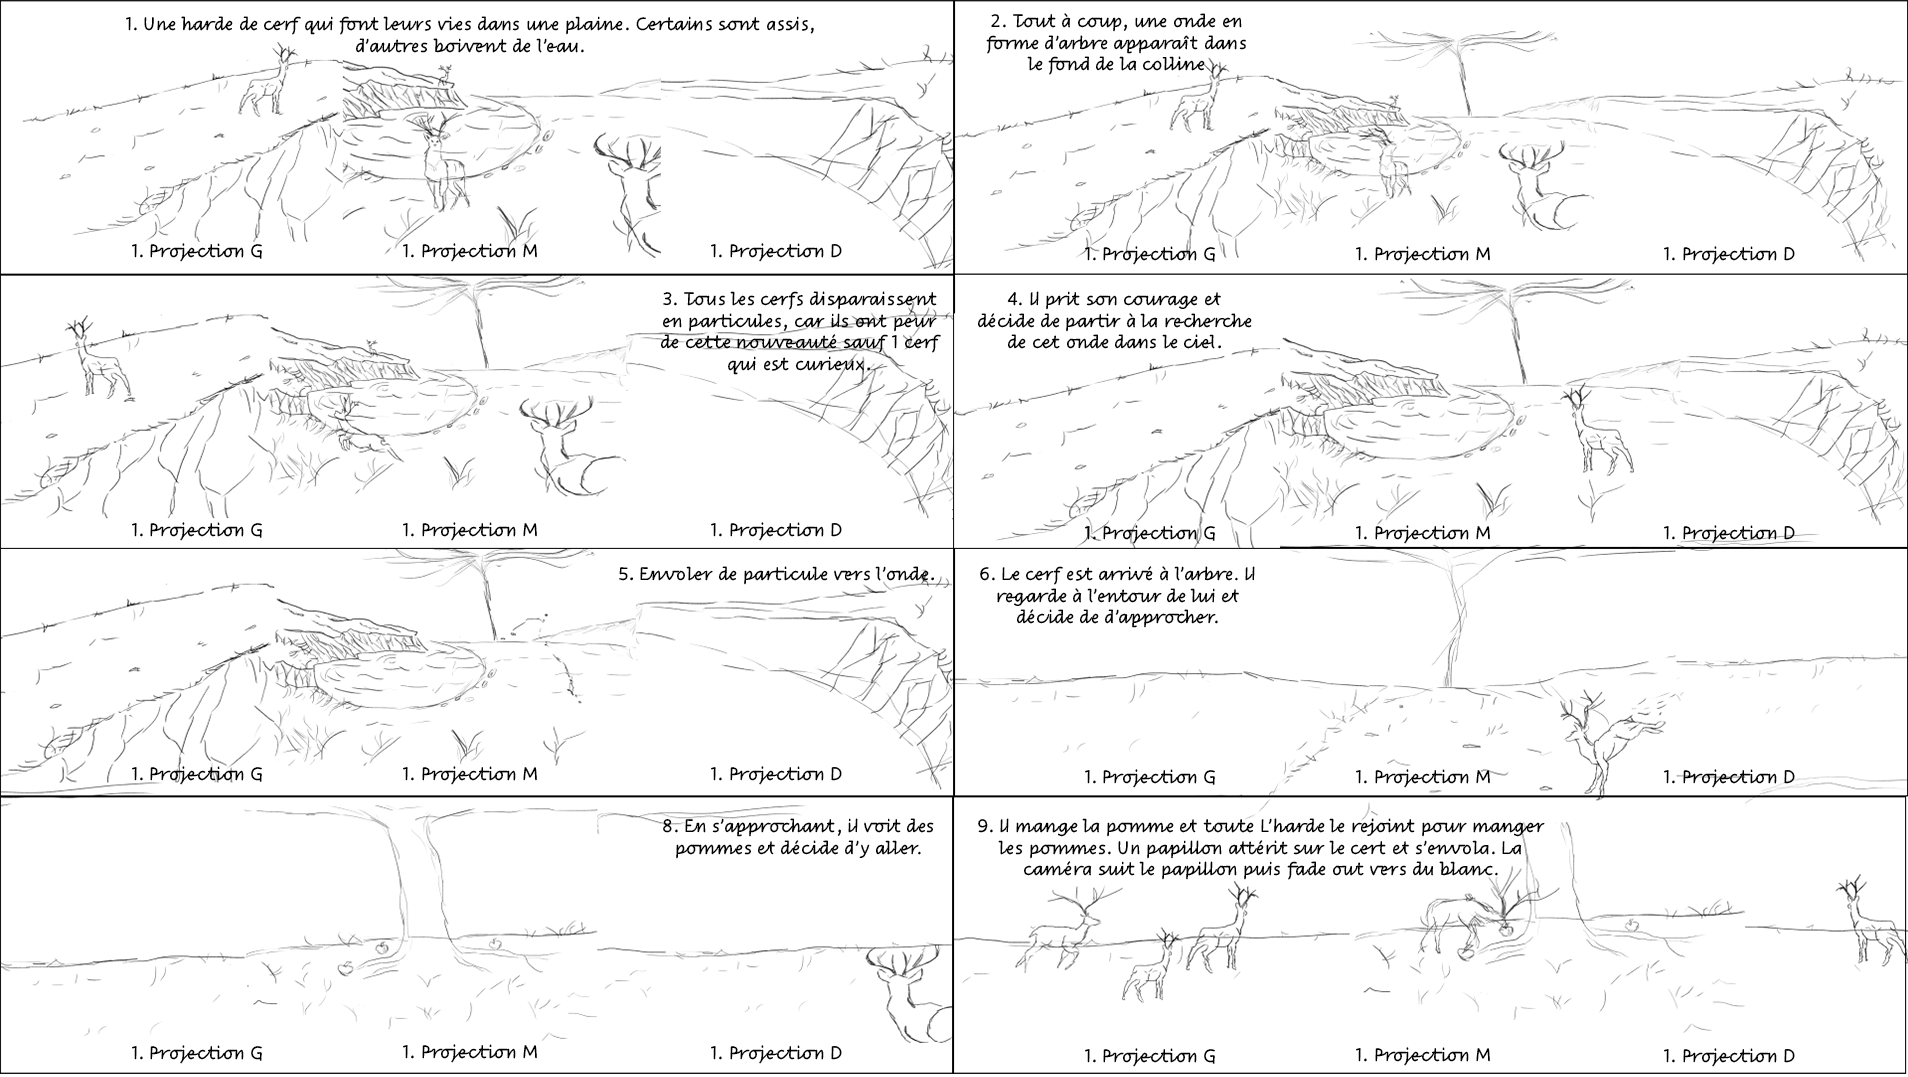 1. Une harde de cerf qui font leurs vies dans une plaine. Certains sont assis,
d'autres boivent de l'eau.
1. Projection G
1. Projection M
1. Projection D
2. Tout à coup, une onde en
forme d'arbre apparaît dans
le fond de la colline
1. Projection G
1. Projection M
1. Projection D
3. Tous les cerfs disparaissent
en particules, car ils ont peur
de cette nouveauté sauf 1 cerf
qui est curieux.
1. Projection G
1. Projection M
1. Projection D
4. Il prit son courage et
décide de partir à la recherche
de cet onde dans le ciel.
1. Projection G
1. Projection M
1. Projection D
5. Envoler de particule vers l'onde.
1. Projection G
1. Projection M
1. Projection D
6. Le cerf est arrivé à l'arbre. Il
regarde à l'entour de lui et
décide de d'approcher.
1. Projection G
1. Projection M
1. Projection D
8. En s'approchant, il voit des
pommes et décide d'y aller.
1. Projection G
1. Projection M
1. Projection D
9. Il mange la pomme et toute L'harde le rejoint pour manger
les pommes. Un papillon attérit sur le cert et s'envola. La
caméra suit le papillon puis fade out vers du blanc.
1. Projection G
1. Projection M
1. Projection D